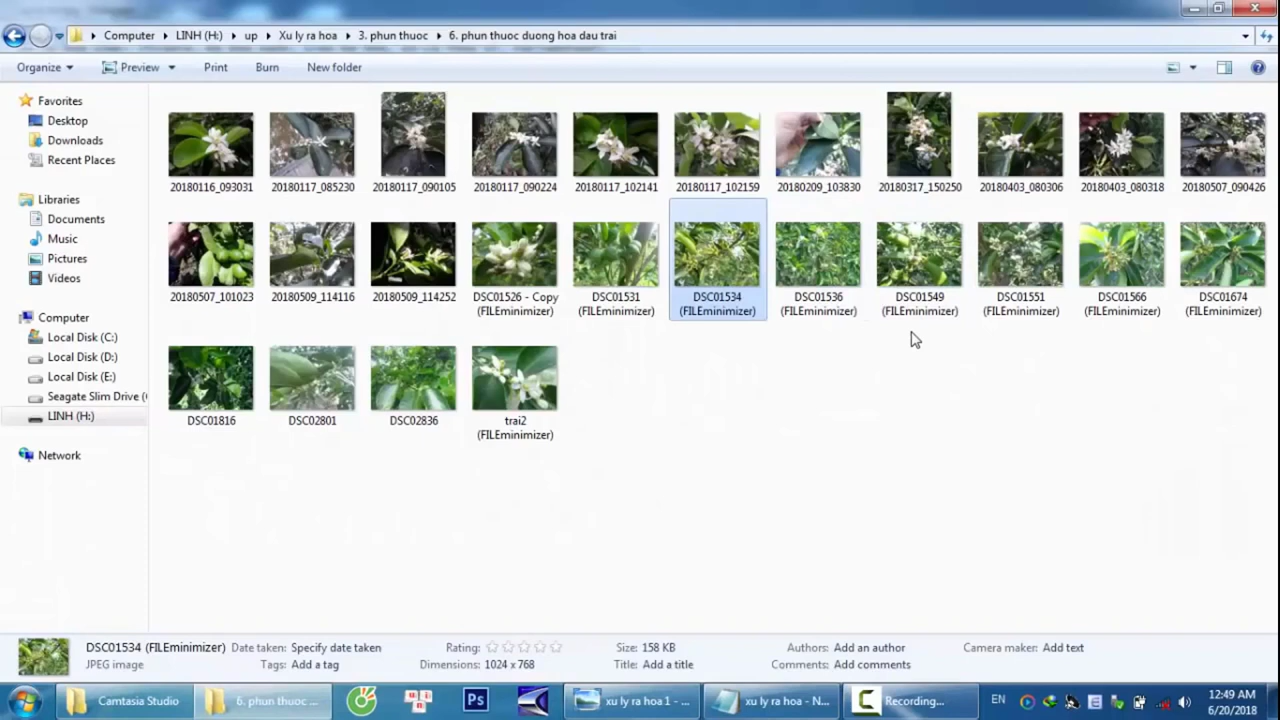 Computer LINH (H:) up Xu ly ra hoa 3. phun thuoc 6. phun thuoc duong hoa dau trai
Organize Preview Print Burn New folder
Favorites
Desktop
Downloads
Recent Places
Libraries
Documents
Music
Pictures
Videos
Computer
Local Disk (C:)
Local Disk (D:)
Local Disk (E:)
Seagate Slim Drive (
LINH (H:)
Network
20180116_093031 20180117_085230 20180117_090105 20180117_090224 20180117_102141 20180117_102159 20180209_103830 20180317_150250 20180403_080306 20180403_080318 20180507_090426
20180507_101023 20180509_114116 20180509_114252 DSC01526 - Copy DSC01531 DSC01534 DSC01536 DSC01549 DSC01551 DSC01566 DSC01674
(FILEminimizer) (FILEminimizer) (FILEminimizer) (FILEminimizer) (FILEminimizer) (FILEminimizer) (FILEminimizer) (FILEminimizer)
DSC01816 DSC02801 DSC02836 trai2
(FILEminimizer)
DSC01534 (FILEminimizer) Date taken: Specify date taken Rating: Size: 158 KB Authors: Add an author Camera maker: Add text
JPEG image Tags: Add a tag Dimensions: 1024 x 768 Title: Add a title Comments: Add comments
Camtasia Studio 6. phun thuoc ... Ps xu ly ra hoa 1 - ... xu ly ra hoa - N... Recording... EN 12:49 AM
6/20/2018